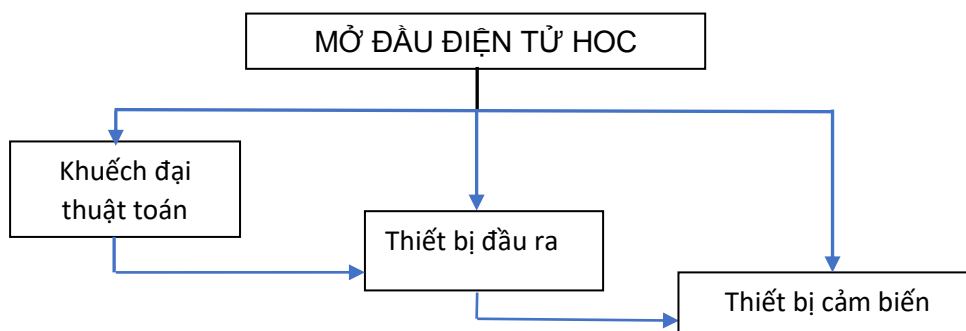 MỞ ĐẦU ĐIỆN TỬ HOC
Khuếch đại
thuật toán
Thiết bị đầu ra
Thiết bị cảm biến